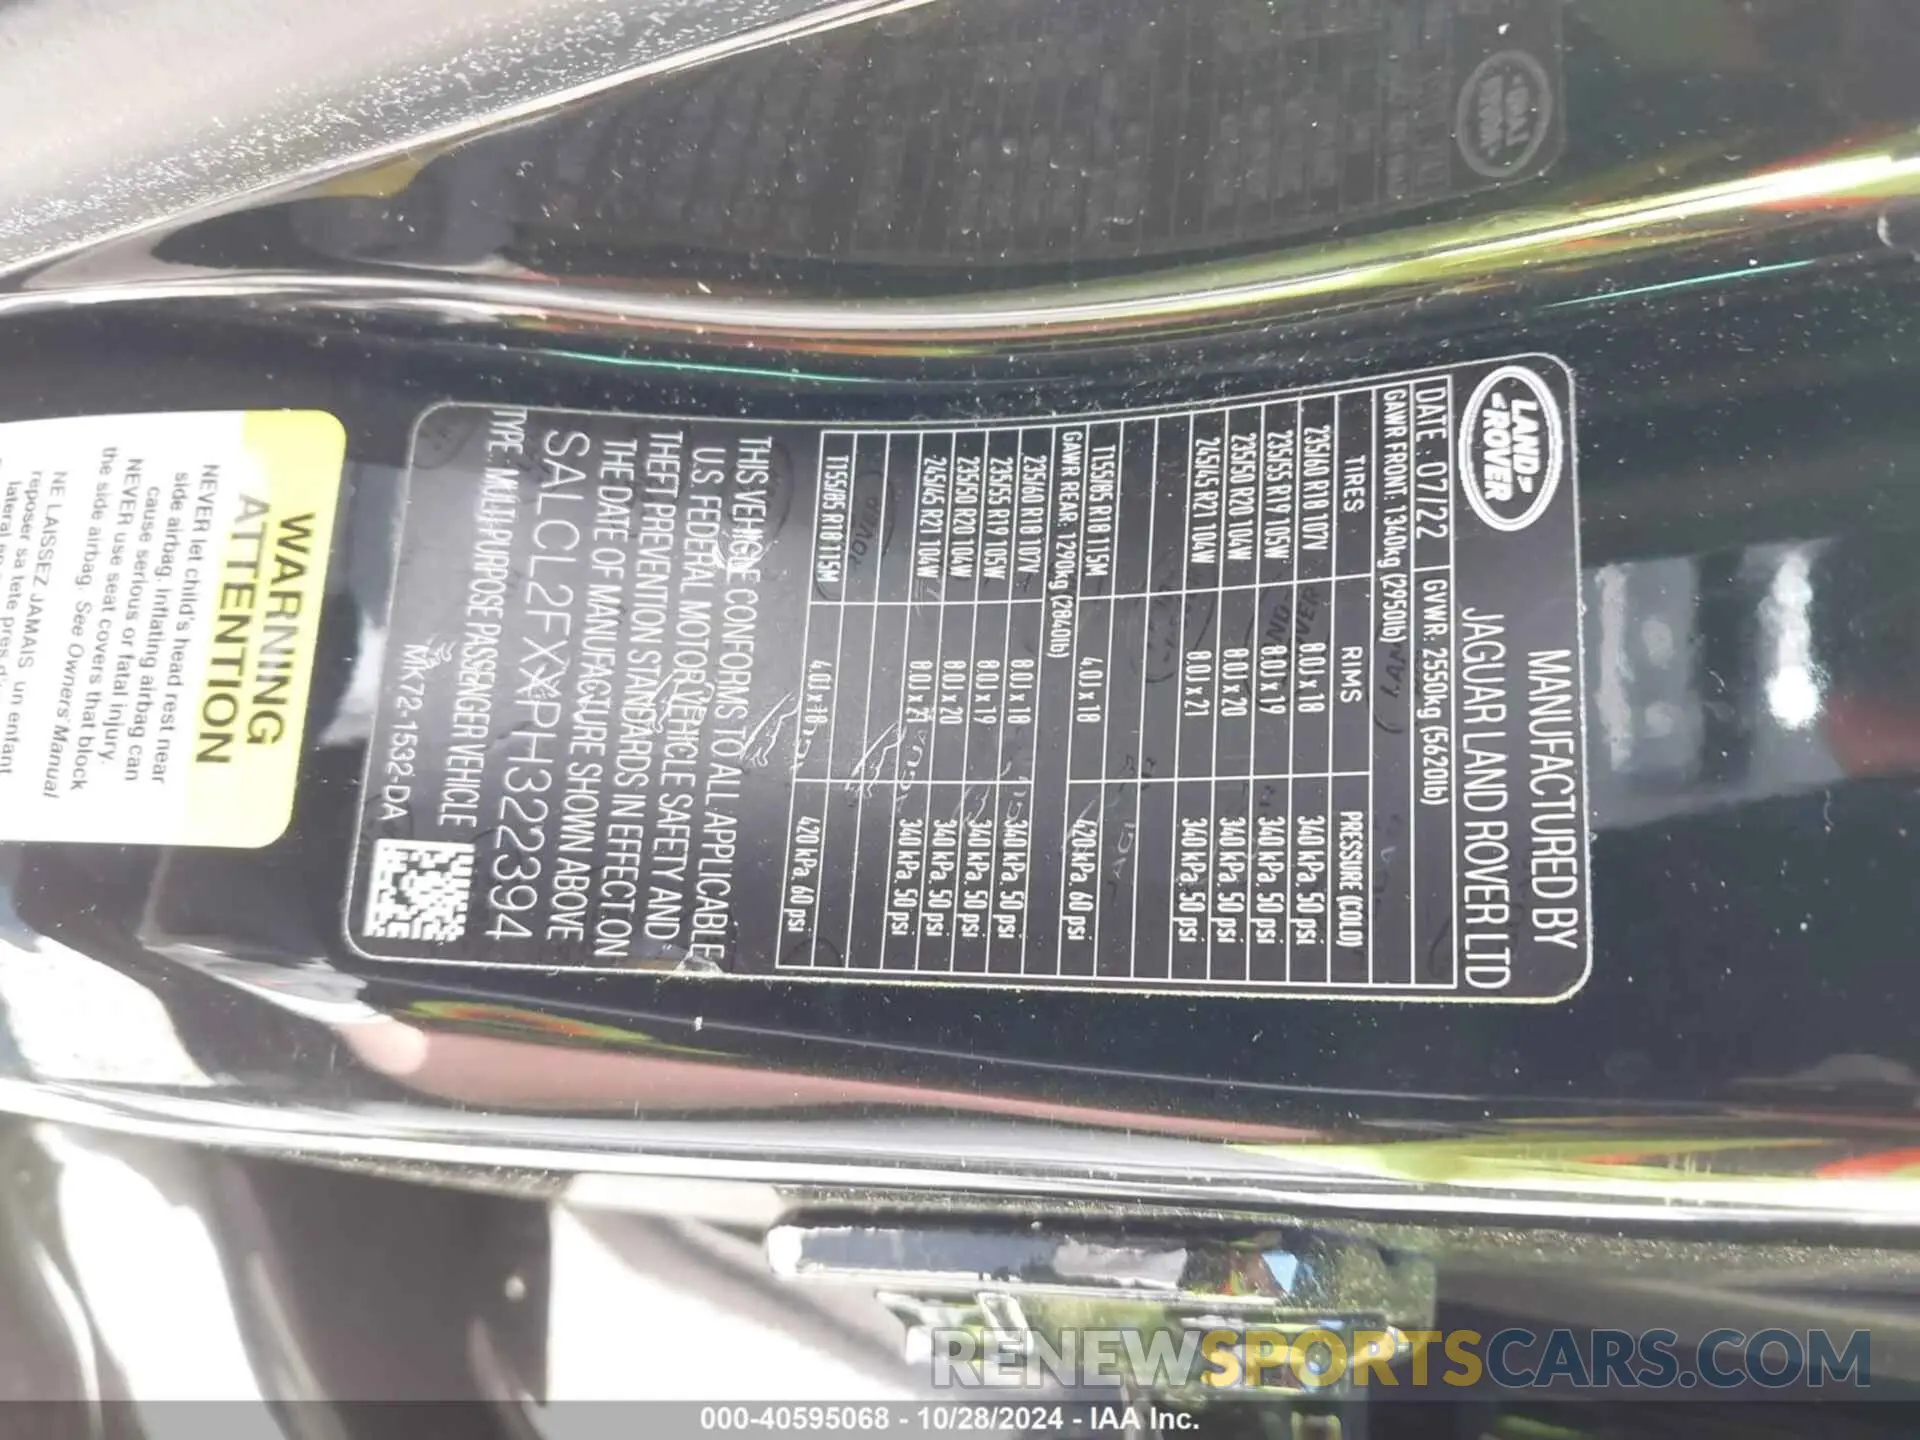 LAND
ROVER
MANUFACTURED BY
JAGUAR LAND ROVER LTD
DATE : 07/22 GVWR: 2550kg (5620lb)
GAWR FRONT: 1340kg (2950lb)
TIRES RIMS PRESSURE (COLD)
235/60 R18 107V 8.0J x 18 340 kPa. 50 psi
235/55 R19 105W 8.0J x 19 340 kPa. 50 psi
235/50 R20 104W 8.0J x 20 340 kPa. 50 psi
245/45 R21 104W 8.0J x 21 340 kPa. 50 psi
T155/85 R18 115M 4.0J x 18 420 kPa. 60 psi
GAWR REAR: 1290kg (2840lb)
235/60 R18 107V 8.0J x 18 340 kPa. 50 psi
235/55 R19 105W 8.0J x 19 340 kPa. 50 psi
235/50 R20 104W 8.0J x 20 340 kPa. 50 psi
245/45 R21 104W 8.0J x 21 340 kPa. 50 psi
T155/85 R18 115M 4.0J x 18 420 kPa. 60 psi
THIS VEHICLE CONFORMS TO ALL APPLICABLE
U.S. FEDERAL MOTOR VEHICLE SAFETY AND
THEFT PREVENTION STANDARDS IN EFFECT ON
THE DATE OF MANUFACTURE SHOWN ABOVE
SALCL2FXXPH322394
TYPE: MULTI PURPOSE PASSENGER VEHICLE
MK72-1532-DA
WARNING
ATTENTION
NEVER let child's head rest near
side airbag. Inflating airbag can
cause serious or fatal injury.
NEVER use seat covers that block
the side airbag. See Owners Manual
NE LAISSEZ JAMAIS un enfant
reposer sa tete pres
RENEWSPORTSCARS.COM
000-40595068 - 10/28/2024 - IAA Inc.